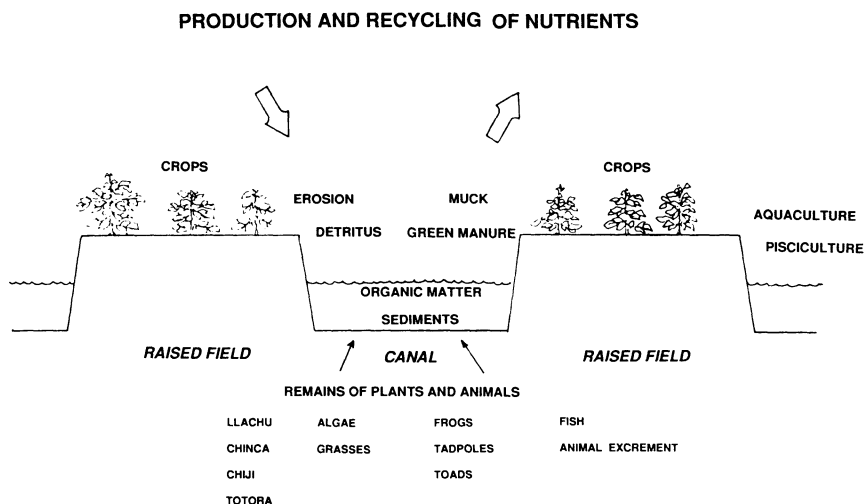 PRODUCTION AND RECYCLING OF NUTRIENTS
CROPS
CROPS
EROSION
MUCK
DETRITUS
GREEN MANURE
AQUACULTURE
PISCICULTURE
ORGANIC MATTER
SEDIMENTS
RAISED FIELD
CANAL
RAISED FIELD
REMAINS OF PLANTS AND ANIMALS
LLACHU ALGAE FROGS FISH
CHINCA GRASSES TADPOLES ANIMAL EXCREMENT
CHIJI TOADS
TOTORA